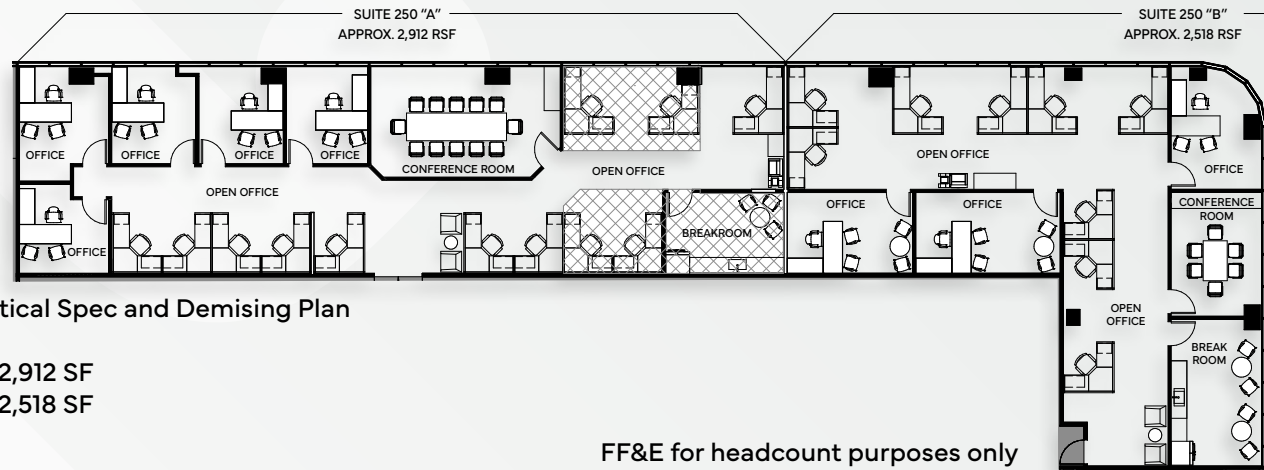 SUITE 250 "A"
APPROX. 2,912 RSF
SUITE 250 "B"
APPROX. 2,518 RSF
OFFICE
OFFICE
OFFICE
OFFICE
CONFERENCE ROOM
OPEN OFFICE
OPEN OFFICE
OFFICE
BREAKROOM
OPEN OFFICE
OFFICE
OFFICE
OFFICE
CONFERENCE
ROOM
OPEN
OFFICE
BREAK
ROOM
tical Spec and Demising Plan
2,912 SF
2,518 SF
FF&E for headcount purposes only